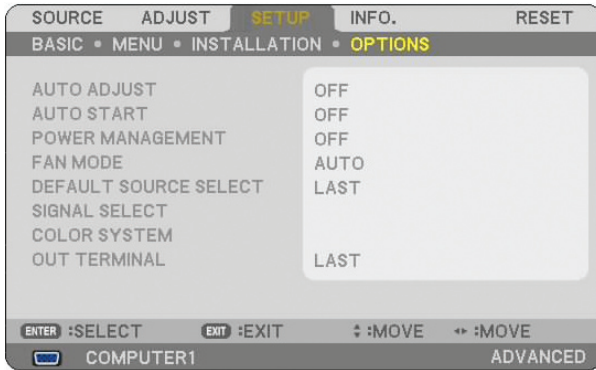 SOURCE ADJUST SETUP INFO. RESET
BASIC • MENU • INSTALLATION • OPTIONS
AUTO ADJUST OFF
AUTO START OFF
POWER MANAGEMENT OFF
FAN MODE AUTO
DEFAULT SOURCE SELECT LAST
SIGNAL SELECT
COLOR SYSTEM
OUT TERMINAL LAST
ENTER :SELECT EXIT :EXIT :MOVE :MOVE
COMPUTER1 ADVANCED